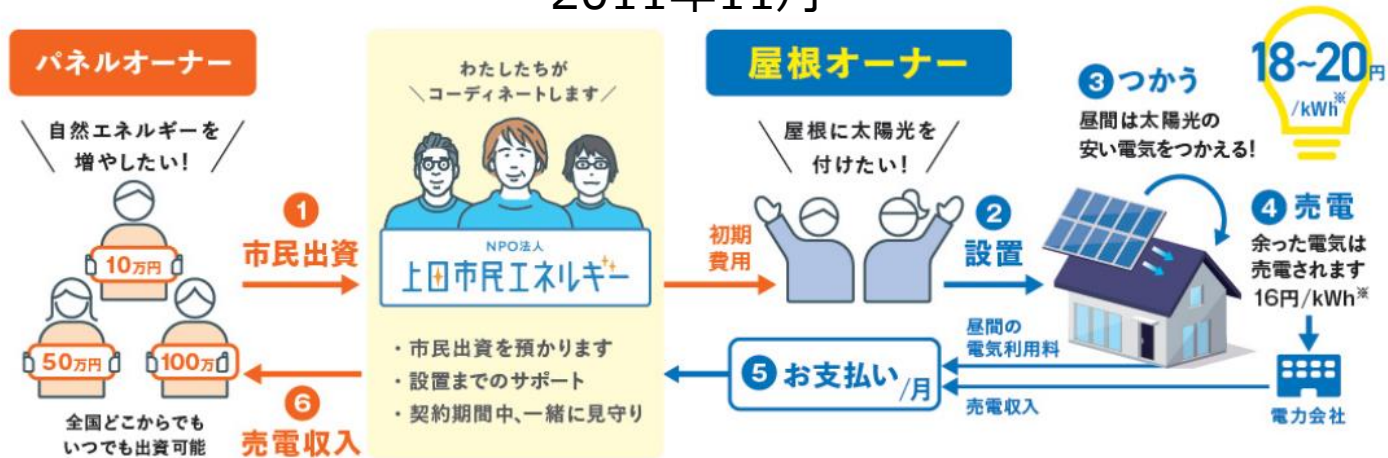 2011年11月
パネルオーナー
自然エネルギーを
増やしたい!
10万円
50万円
100万円
全国どこからでも
いつでも出資可能
1
市民出資
6
売電収入
わたしたちが
コーディネートします
NPO法人
上田市民エネルギー
・市民出資を預かります
・設置までのサポート
・契約期間中、一緒に見守り
初期
費用
屋根オーナー
屋根に太陽光を
付けたい!
2
設置
3 つかう
昼間は太陽光の
安い電気をつかえる!
18~20円
/kWh※
4 売電
余った電気は
売電されます
16円/kWh※
電力会社
昼間の
電気利用料
5 お支払い/月
売電収入